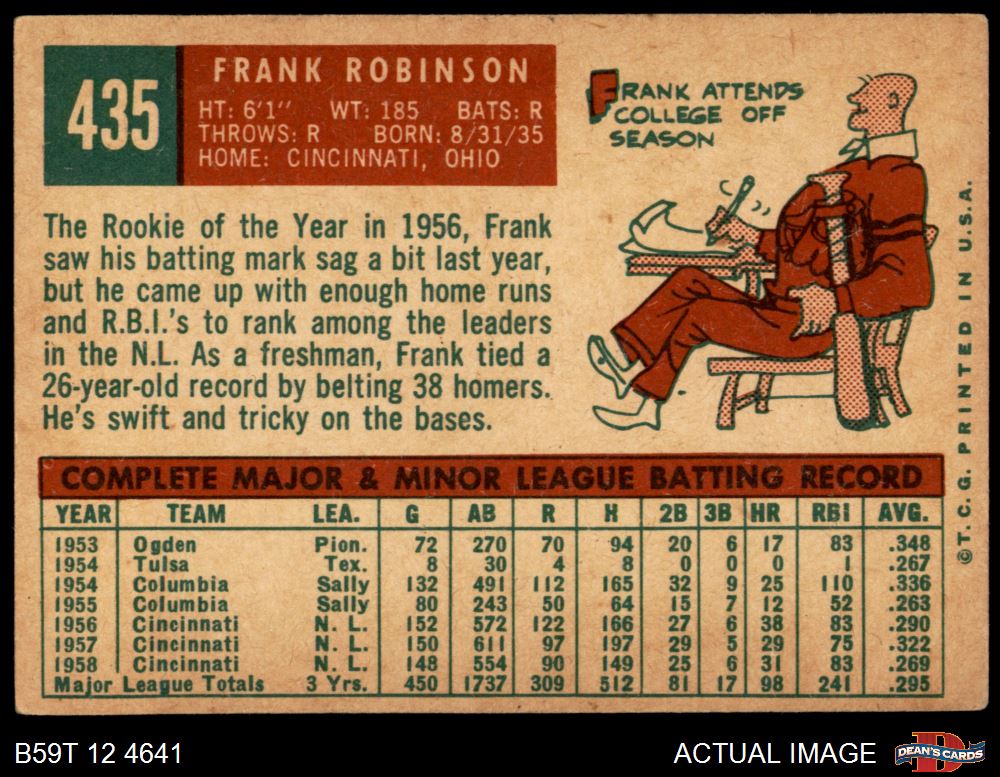 435
FRANK ROBINSON
HT: 6'1" WT: 185 BATS: R
THROWS: R BORN: 8/31/35
HOME: CINCINNATI, OHIO
FRANK ATTENDS
COLLEGE OFF
SEASON
The Rookie of the Year in 1956, Frank
saw his batting mark sag a bit last year,
but he came up with enough home runs
and R.B.I.'s to rank among the leaders
in the N.L. As a freshman, Frank tied a
26-year-old record by belting 38 homers.
He's swift and tricky on the bases.
COMPLETE MAJOR & MINOR LEAGUE BATTING RECORD
YEAR TEAM LEA. G AB R H 2B 3B HR RBI AVG.
1953 Ogden Pion. 72 270 70 94 20 6 17 83 .348
1954 Tulsa Tex. 8 30 4 8 0 0 0 1 .267
1954 Columbia Sally 132 491 112 165 32 9 25 110 .336
1955 Columbia Sally 80 243 50 64 15 7 12 52 .263
1956 Cincinnati N. L. 152 572 122 166 27 6 38 83 .290
1957 Cincinnati N. L. 150 611 97 197 29 5 29 75 .322
1958 Cincinnati N. L. 148 554 90 149 25 6 31 83 .269
Major League Totals 3 Yrs. 450 1737 309 512 81 17 98 241 .295
©T.C.G. PRINTED IN U.S.A.
B59T 12 4641
ACTUAL IMAGE
D
DEAN'S CARDS